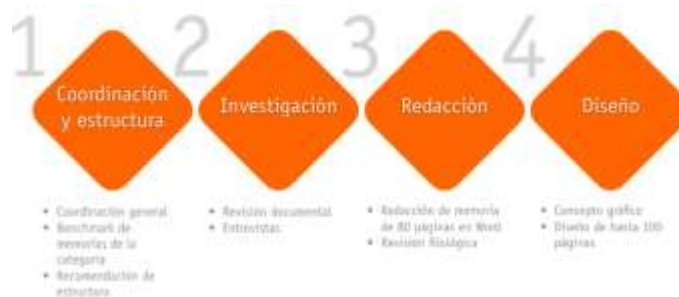 1
Coordinación
y estructura
2
Investigación
3
Redacción
4
Diseño
• Coordinación general
• Benchmark de
memorias de la
categoría
• Recomendación de
estructura
• Revisión documental
• Entrevistas
• Redacción de memoria
de 80 páginas en Word
• Revisión filológica
• Concepto gráfico
• Diseño de hasta 100
páginas